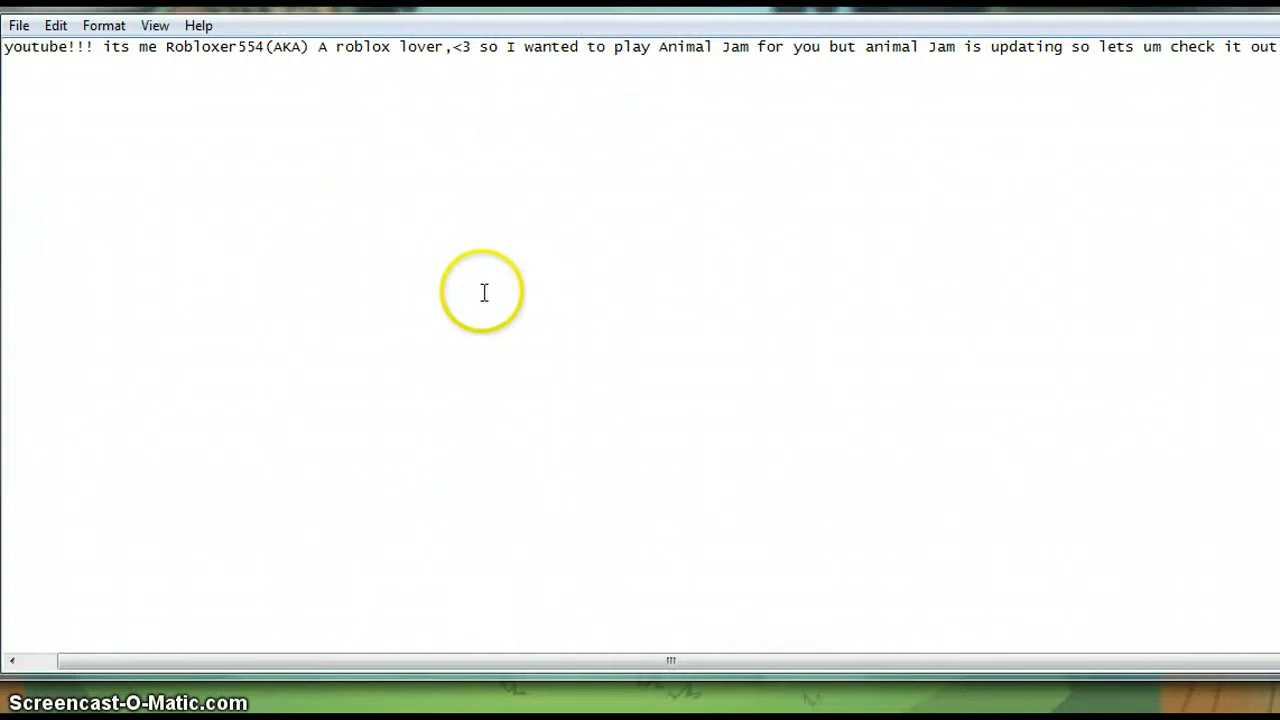 File Edit Format View Help
youtube!!! its me Robloxer554(AKA) A roblox lover,<3 so I wanted to play Animal Jam for you but animal Jam is updating so lets um check it out
Screencast-O-Matic.com